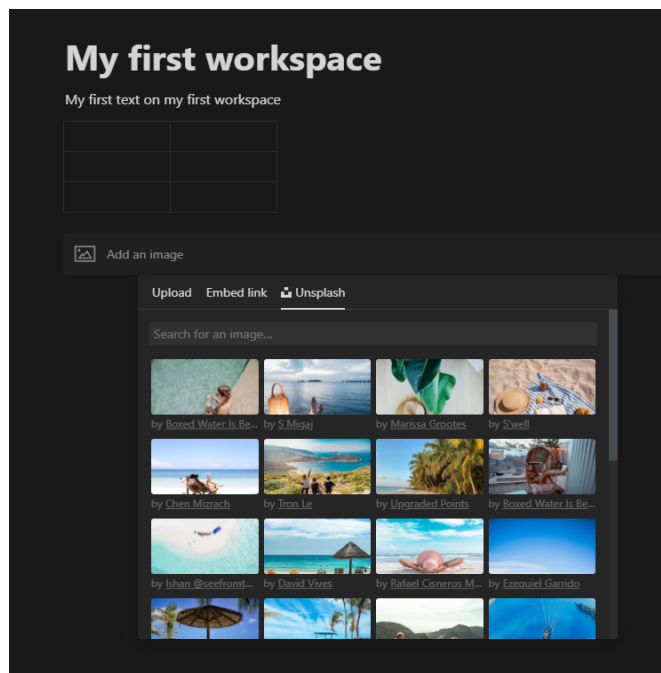 My first workspace
My first text on my first workspace
Add an image
Upload Embed link Unsplash
Search for an image...
by Boxed Water Is Be... by S Migaj by Marissa Grootes by S'well
by Chen Mizrach by Tron Le by Upgraded Points by Boxed Water Is Be...
by Ishan @seefromt... by David Vives by Rafael Cisneros M... by Ezequiel Garrido